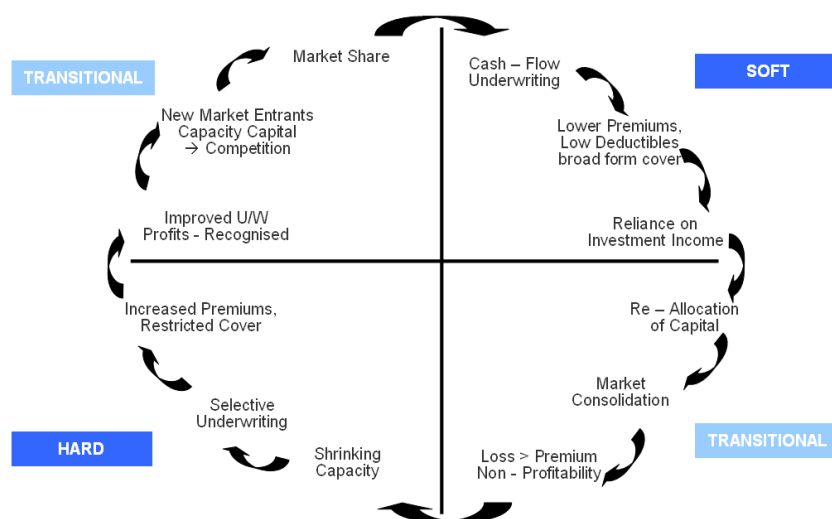 Market Share
Cash – Flow
Underwriting
TRANSITIONAL
SOFT
New Market Entrants
Capacity Capital
→ Competition
Lower Premiums,
Low Deductibles
broad form cover
Improved U/W
Profits - Recognised
Reliance on
Investment Income
Increased Premiums,
Restricted Cover
Re – Allocation
of Capital
Market
Consolidation
Selective
Underwriting
HARD
TRANSITIONAL
Shrinking
Capacity
Loss > Premium
Non - Profitability